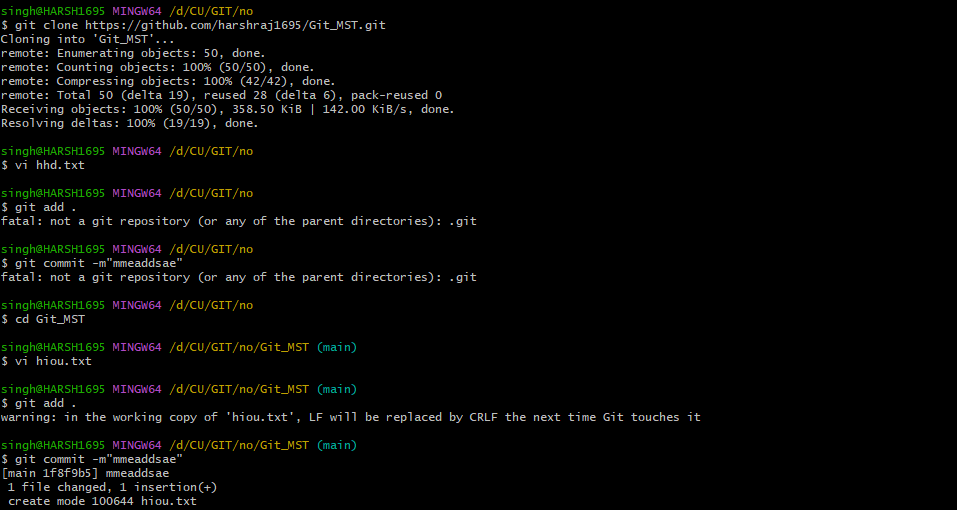 singh@HARSH1695 MINGW64 /d/CU/GIT/no
$ git clone https://github.com/harshraj1695/Git_MST.git
Cloning into 'Git_MST'...
remote: Enumerating objects: 50, done.
remote: Counting objects: 100% (50/50), done.
remote: Compressing objects: 100% (42/42), done.
remote: Total 50 (delta 19), reused 28 (delta 6), pack-reused 0
Receiving objects: 100% (50/50), 358.50 KiB | 142.00 KiB/s, done.
Resolving deltas: 100% (19/19), done.
singh@HARSH1695 MINGW64 /d/CU/GIT/no
$ vi hhd.txt
singh@HARSH1695 MINGW64 /d/CU/GIT/no
$ git add .
fatal: not a git repository (or any of the parent directories): .git
singh@HARSH1695 MINGW64 /d/CU/GIT/no
$ git commit -m"mmeaddsae"
fatal: not a git repository (or any of the parent directories): .git
singh@HARSH1695 MINGW64 /d/CU/GIT/no
$ cd Git_MST
singh@HARSH1695 MINGW64 /d/CU/GIT/no/Git_MST (main)
$ vi hiou.txt
singh@HARSH1695 MINGW64 /d/CU/GIT/no/Git_MST (main)
$ git add .
warning: in the working copy of 'hiou.txt', LF will be replaced by CRLF the next time Git touches it
singh@HARSH1695 MINGW64 /d/CU/GIT/no/Git_MST (main)
$ git commit -m"mmeaddsae"
[main 1f8f9b5] mmeaddsae
 1 file changed, 1 insertion(+)
 create mode 100644 hiou.txt